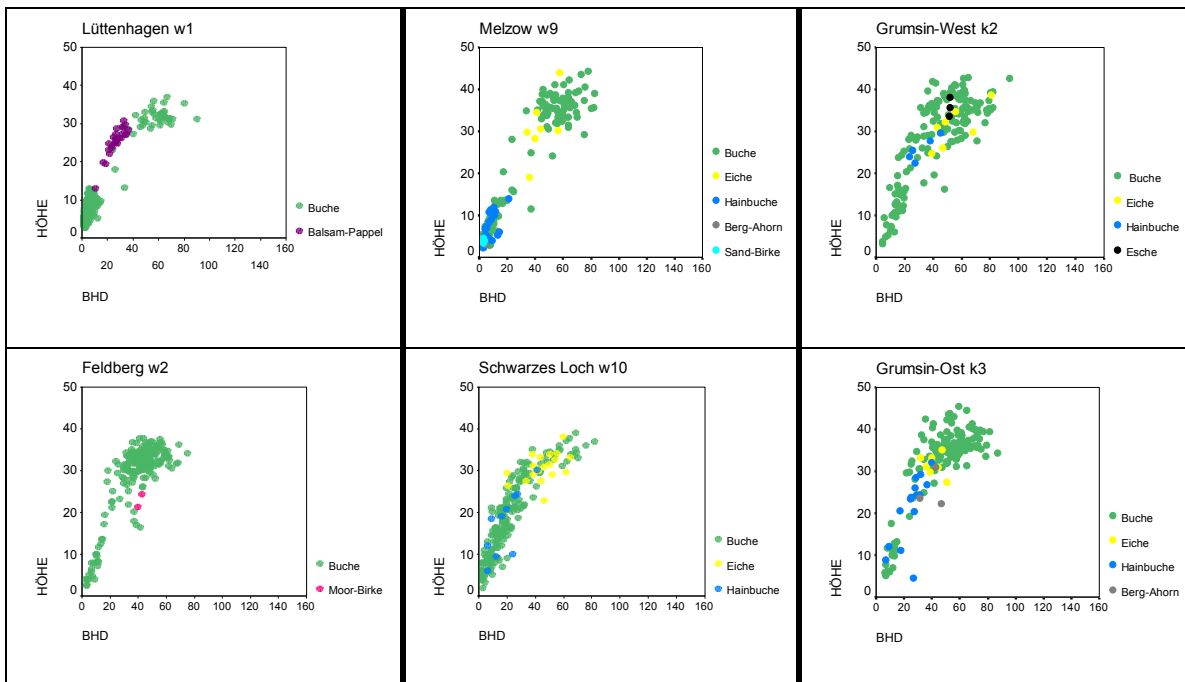 Lüttenhagen w1
50
40
30
20
10
0
HÖHE
0 40 80 120 160
20 60 100 140
BHD
Buche
Balsam-Pappel
Melzow w9
50
40
30
20
10
0
HÖHE
0 20 40 60 80 100 120 140 160
BHD
Buche
Eiche
Hainbuche
Berg-Ahorn
Sand-Birke
Grumsin-West k2
50
40
30
20
10
0
HÖHE
0 20 40 60 80 100 120 140 160
BHD
Buche
Eiche
Hainbuche
Esche
Feldberg w2
50
40
30
20
10
0
HÖHE
0 20 40 60 80 100 120 140 160
BHD
Buche
Moor-Birke
Schwarzes Loch w10
50
40
30
20
10
0
HÖHE
0 20 40 60 80 100 120 140 160
BHD
Buche
Eiche
Hainbuche
Grumsin-Ost k3
50
40
30
20
10
0
HÖHE
0 20 40 60 80 100 120 140 160
BHD
Buche
Eiche
Hainbuche
Berg-Ahorn